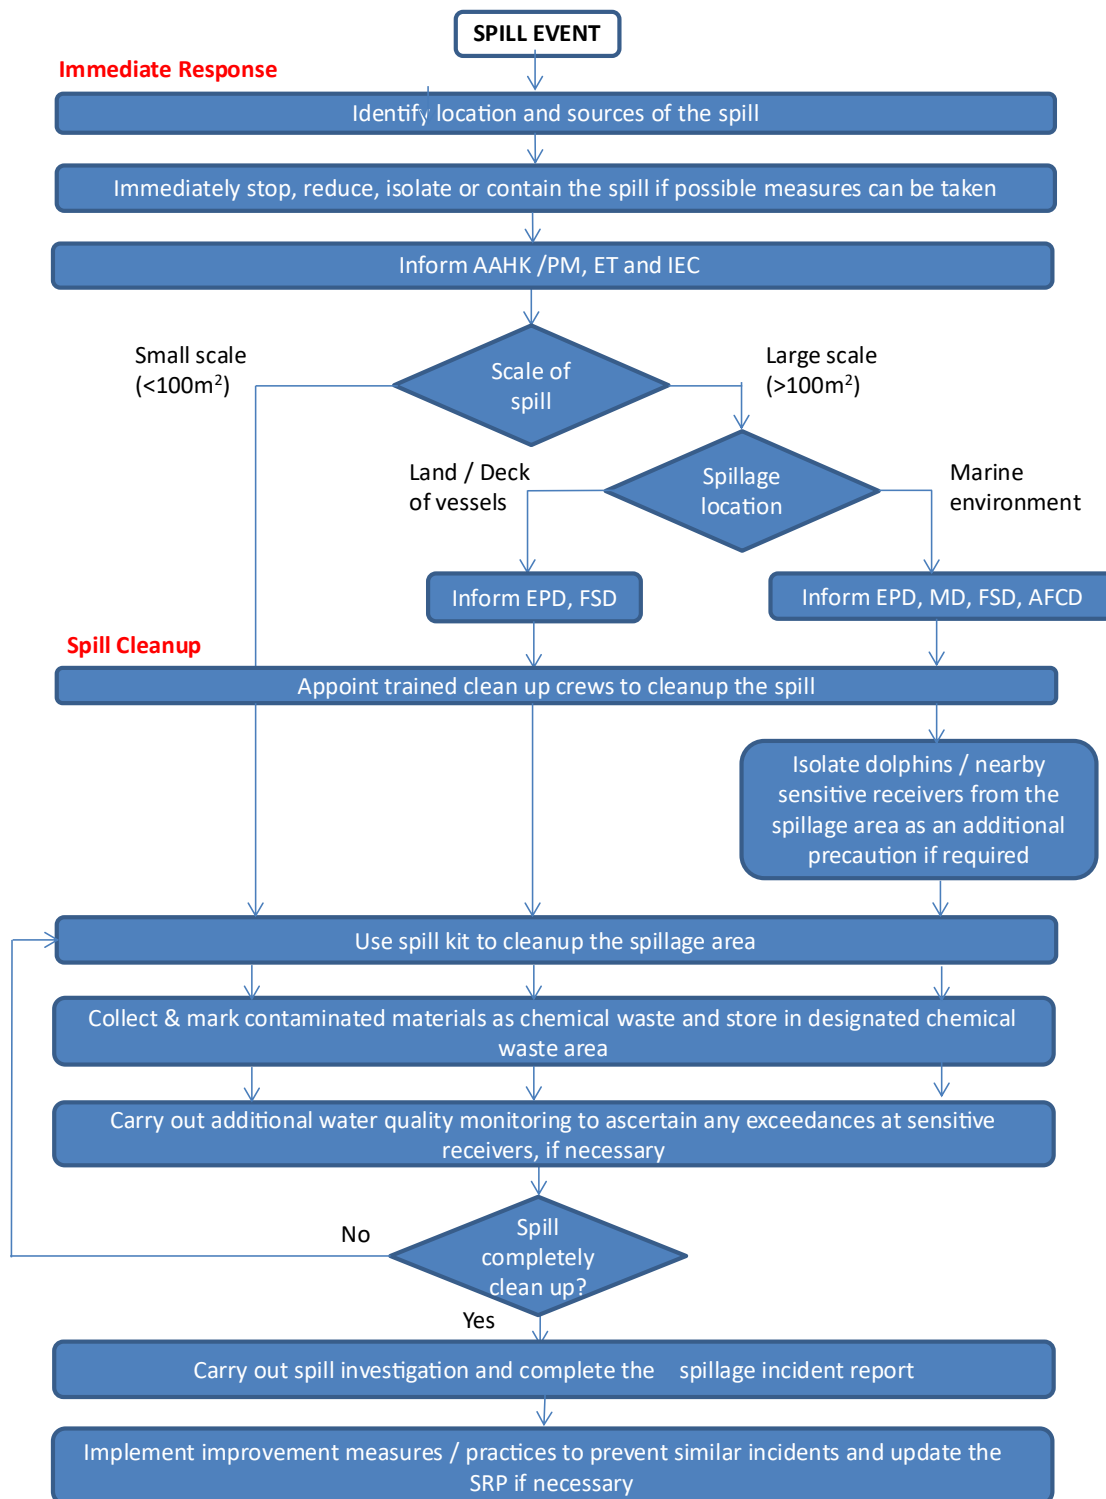 SPILL EVENT
Immediate Response
Identify location and sources of the spill
Immediately stop, reduce, isolate or contain the spill if possible measures can be taken
Inform AAHK /PM, ET and IEC
Small scale
(<100m²)
Scale of
spill
Large scale
(>100m²)
Land / Deck
of vessels
Spillage
location
Marine
environment
Inform EPD, FSD
Inform EPD, MD, FSD, AFCD
Spill Cleanup
Appoint trained clean up crews to cleanup the spill
Isolate dolphins / nearby
sensitive receivers from the
spillage area as an additional
precaution if required
Use spill kit to cleanup the spillage area
Collect & mark contaminated materials as chemical waste and store in designated chemical
waste area
Carry out additional water quality monitoring to ascertain any exceedances at sensitive
receivers, if necessary
No
Spill
completely
clean up?
Yes
Carry out spill investigation and complete the spillage incident report
Implement improvement measures / practices to prevent similar incidents and update the
SRP if necessary